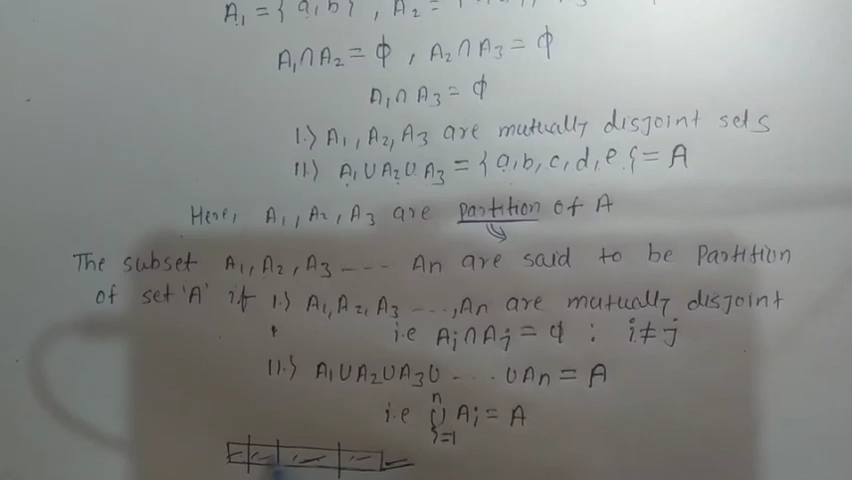 A₁ = { a, b } , A₂ =
A₁∩A₂ = ϕ , A₂∩A₃ = ϕ
A₁∩A₃ = ϕ
I.) A₁, A₂, A₃ are mutually disjoint sets
II.) A₁∪A₂∪A₃ = { a, b, c, d, e } = A
Here, A₁, A₂, A₃ are partition of A
The subset A₁, A₂, A₃ ---- An are said to be Partition
of set 'A' if I.) A₁, A₂, A₃ ---, An are mutually disjoint
i.e Ai∩Aj = ϕ : i≠j
II.) A₁∪A₂∪A₃∪ - - - ∪An = A
n
i.e ∪ Ai = A
i=1